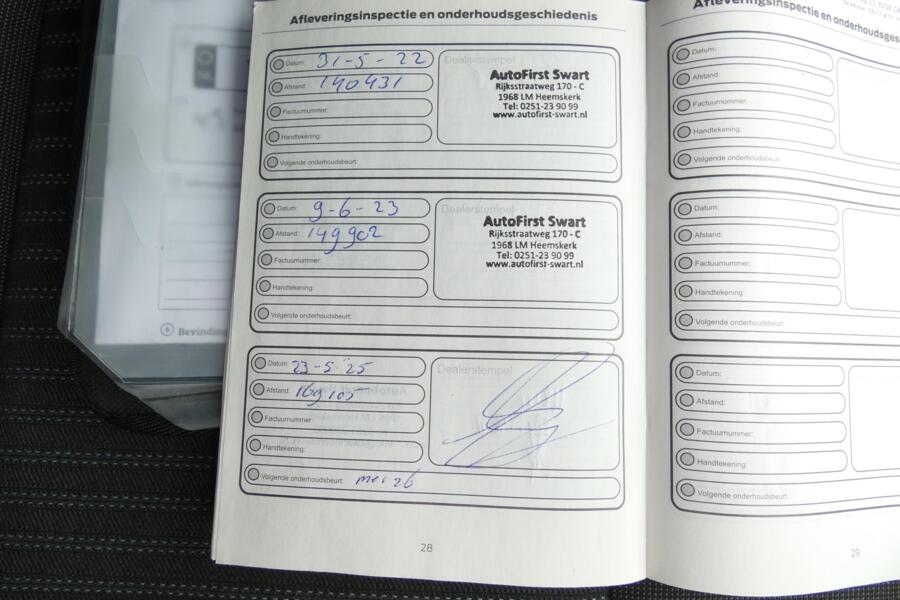 Afleveringsinspectie en onderhoudsgeschiedenis
Datum: 31-5-22
Afstand: 140431
Factuurnummer:
Handtekening:
Volgende onderhoudsbeurt:
Dealerstempel
AutoFirst Swart
Rijksstraatweg 170 - C
1968 LM Heemskerk
Tel: 0251-23 90 99
www.autofirst-swart.nl
Datum: 9-6-23
Afstand: 149902
Factuurnummer:
Handtekening:
Volgende onderhoudsbeurt:
Dealerstempel
AutoFirst Swart
Rijksstraatweg 170 - C
1968 LM Heemskerk
Tel: 0251-23 90 99
www.autofirst-swart.nl
Datum: 23-5-25
Afstand: 169105
Factuurnummer:
Handtekening:
Volgende onderhoudsbeurt: mei 26
Dealerstempel
28
Afleveringsinspectie en onderhoudsges
Datum:
Afstand:
Factuurnummer:
Handtekening:
Volgende onderhoudsbeurt:
Datum:
Afstand:
Factuurnummer:
Handtekening:
Volgende onderhoudsbeurt:
Datum:
Afstand:
Factuurnummer:
Handtekening:
Volgende onderhoudsbeurt:
29
6 Bevinding